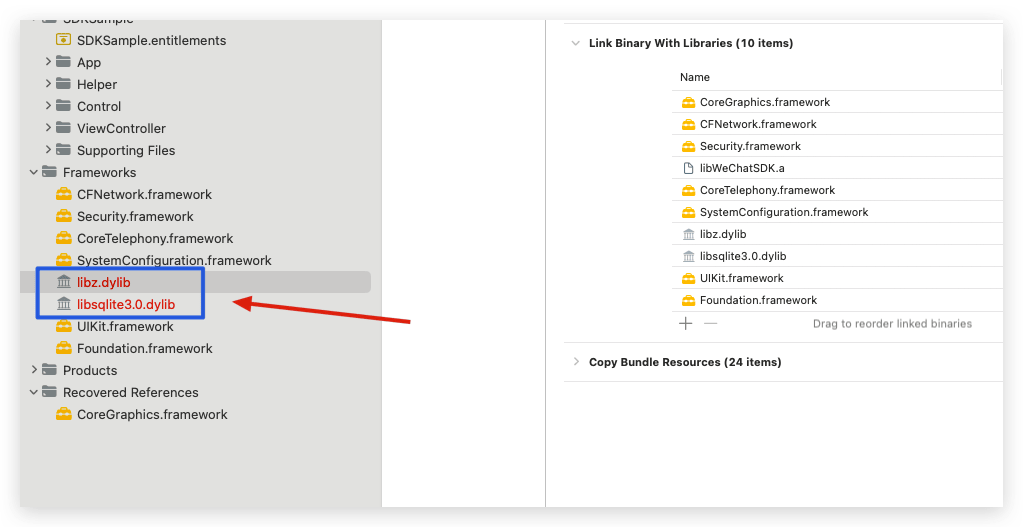 SDKSample
SDKSample.entitlements
App
Helper
Control
ViewController
Supporting Files
Frameworks
CFNetwork.framework
Security.framework
CoreTelephony.framework
SystemConfiguration.framework
libz.dylib
libsqlite3.0.dylib
UIKit.framework
Foundation.framework
Products
Recovered References
CoreGraphics.framework
Link Binary With Libraries (10 items)
Name
CoreGraphics.framework
CFNetwork.framework
Security.framework
libWeChatSDK.a
CoreTelephony.framework
SystemConfiguration.framework
libz.dylib
libsqlite3.0.dylib
UIKit.framework
Foundation.framework
Drag to reorder linked binaries
Copy Bundle Resources (24 items)